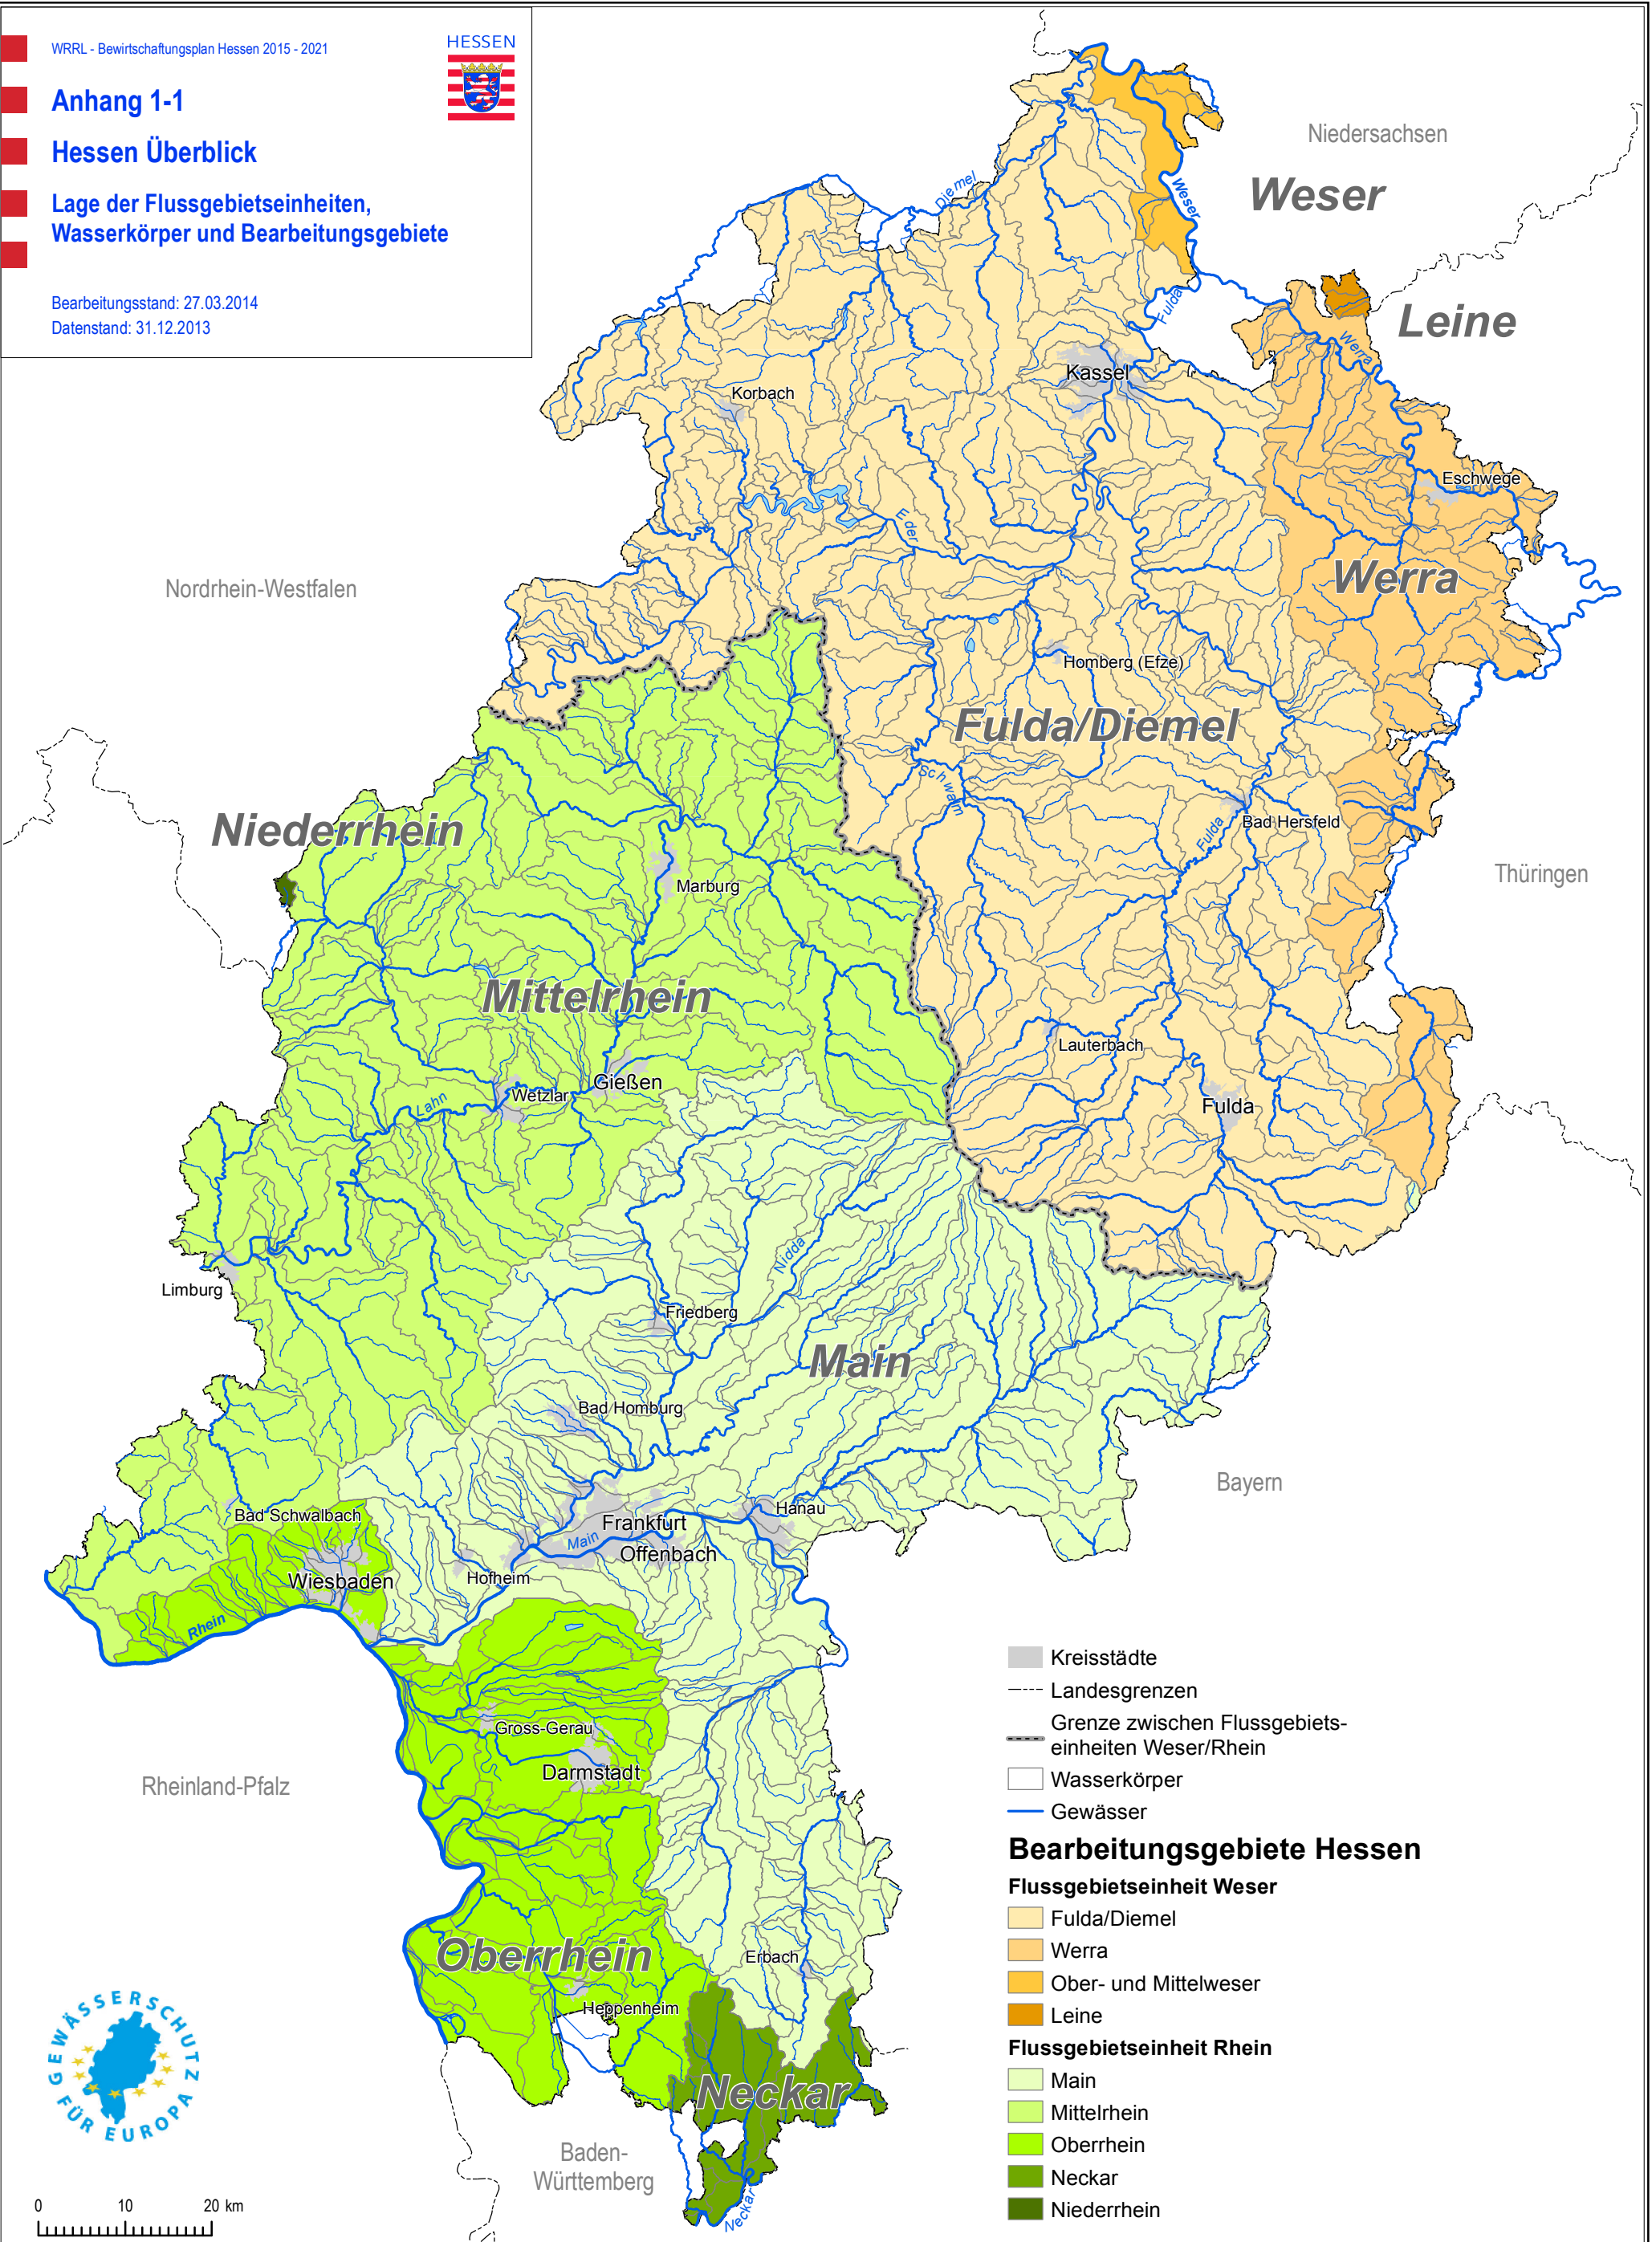 WRRL - Bewirtschaftungsplan Hessen 2015 - 2021
HESSEN
Anhang 1-1
Hessen Überblick
Lage der Flussgebietseinheiten,
Wasserkörper und Bearbeitungsgebiete
Bearbeitungsstand: 27.03.2014
Datenstand: 31.12.2013
Niedersachsen
Weser
Diemel
Weser
Fulda
Leine
Werra
Kassel
Korbach
Eschwege
Eder
Werra
Nordrhein-Westfalen
Homberg (Efze)
Fulda/Diemel
Schwalm
Niederrhein
Bad Hersfeld
Fulda
Thüringen
Marburg
Mittelrhein
Lauterbach
Gießen
Wetzlar
Lahn
Fulda
Nidda
Limburg
Friedberg
Main
Bad Homburg
Bayern
Hanau
Bad Schwalbach
Frankfurt
Main
Offenbach
Hofheim
Wiesbaden
Rhein
Gross-Gerau
Darmstadt
Rheinland-Pfalz
Oberrhein
Erbach
Heppenheim
Neckar
Baden-
Württemberg
Neckar
Kreisstädte
Landesgrenzen
Grenze zwischen Flussgebiets-
einheiten Weser/Rhein
Wasserkörper
Gewässer
Bearbeitungsgebiete Hessen
Flussgebietseinheit Weser
Fulda/Diemel
Werra
Ober- und Mittelweser
Leine
Flussgebietseinheit Rhein
Main
Mittelrhein
Oberrhein
Neckar
Niederrhein
GEWÄSSERSCHUTZ
FÜR EUROPA
0 10 20 km